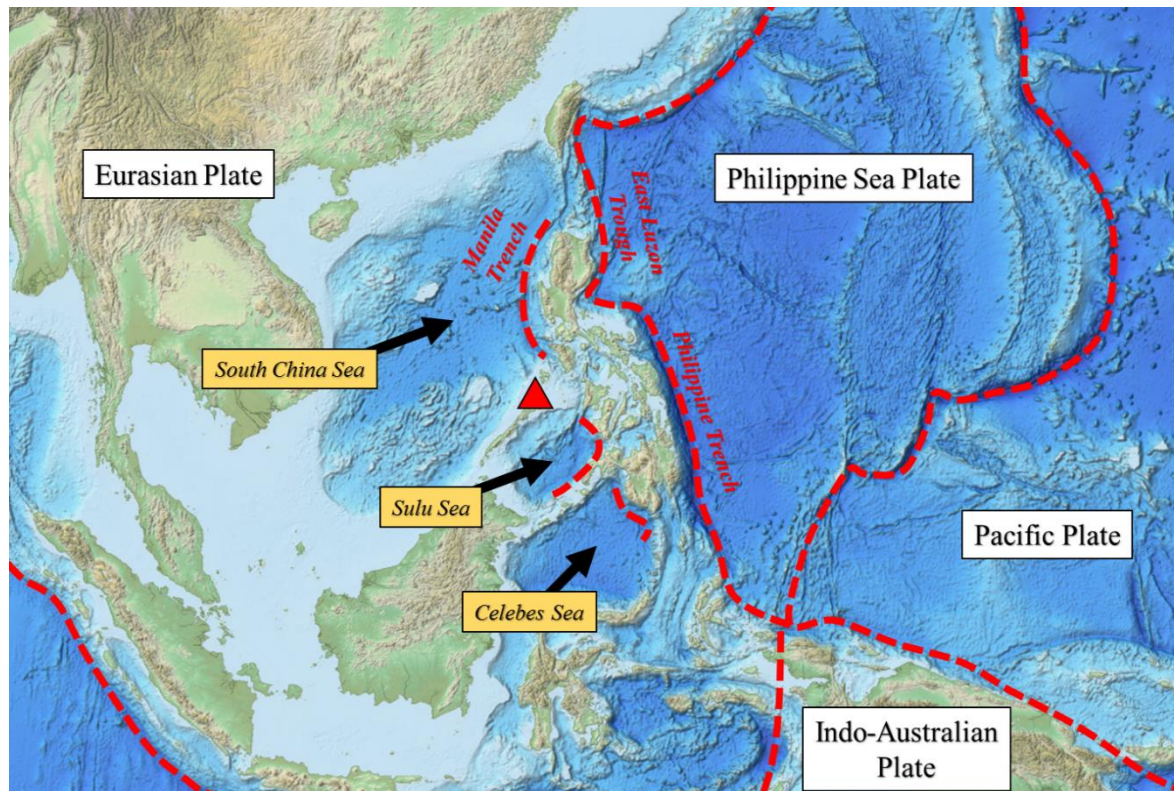 Eurasian Plate
Philippine Sea Plate
East Luzon
Trough
Manila
Trench
South China Sea
Philippine Trench
Sulu Sea
Pacific Plate
Celebes Sea
Indo-Australian
Plate